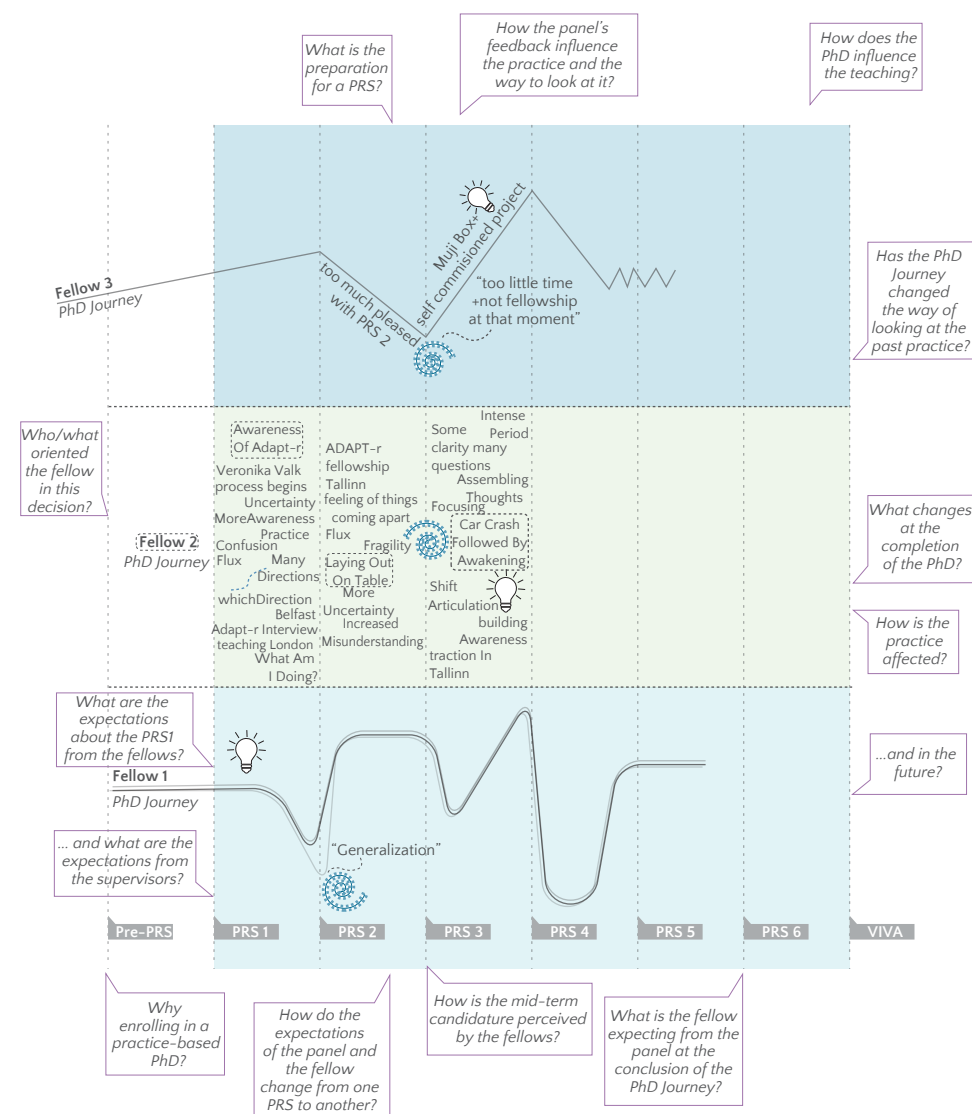 What is the
preparation
for a PRS?
How the panel's
feedback influence
the practice and the
way to look at it?
How does the
PhD influence
the teaching?
Fellow 3
PhD Journey
too much pleased
with PRS 2
Muji Box+
self commisioned project
“too little time
+not fellowship
at that moment”
Has the PhD
Journey
changed
the way of
looking at the
past practice?
Who/what
oriented
the fellow
in this
decision?
Fellow 2
PhD Journey
Awareness
Of Adapt-r
Veronika Valk
process begins
Uncertainty
MoreAwareness
Practice
Confusion
Flux
Many
Directions
whichDirection
Belfast
Adapt-r Interview
teaching London
What Am
I Doing?
ADAPT-r
fellowship
Tallinn
feeling of things
coming apart
Flux
Fragility
Laying Out
On Table
More
Uncertainty
Increased
Misunderstanding
Intense
Period
Some
clarity many
questions
Assembling
Thoughts
Focusing
Car Crash
Followed By
Awakening
Shift
Articulation
building
Awareness
traction In
Tallinn
What changes
at the
completion
of the PhD?
How is the
practice
affected?
What are the
expectations
about the PRS1
from the fellows?
Fellow 1
PhD Journey
... and what are the
expectations from
the supervisors?
“Generalization”
...and in the
future?
Pre-PRS
PRS 1
PRS 2
PRS 3
PRS 4
PRS 5
PRS 6
VIVA
Why
enrolling in a
practice-based
PhD?
How do the
expectations
of the panel and
the fellow
change from one
PRS to another?
How is the mid-term
candidature perceived
by the fellows?
What is the fellow
expecting from the
panel at the
conclusion of the
PhD Journey?